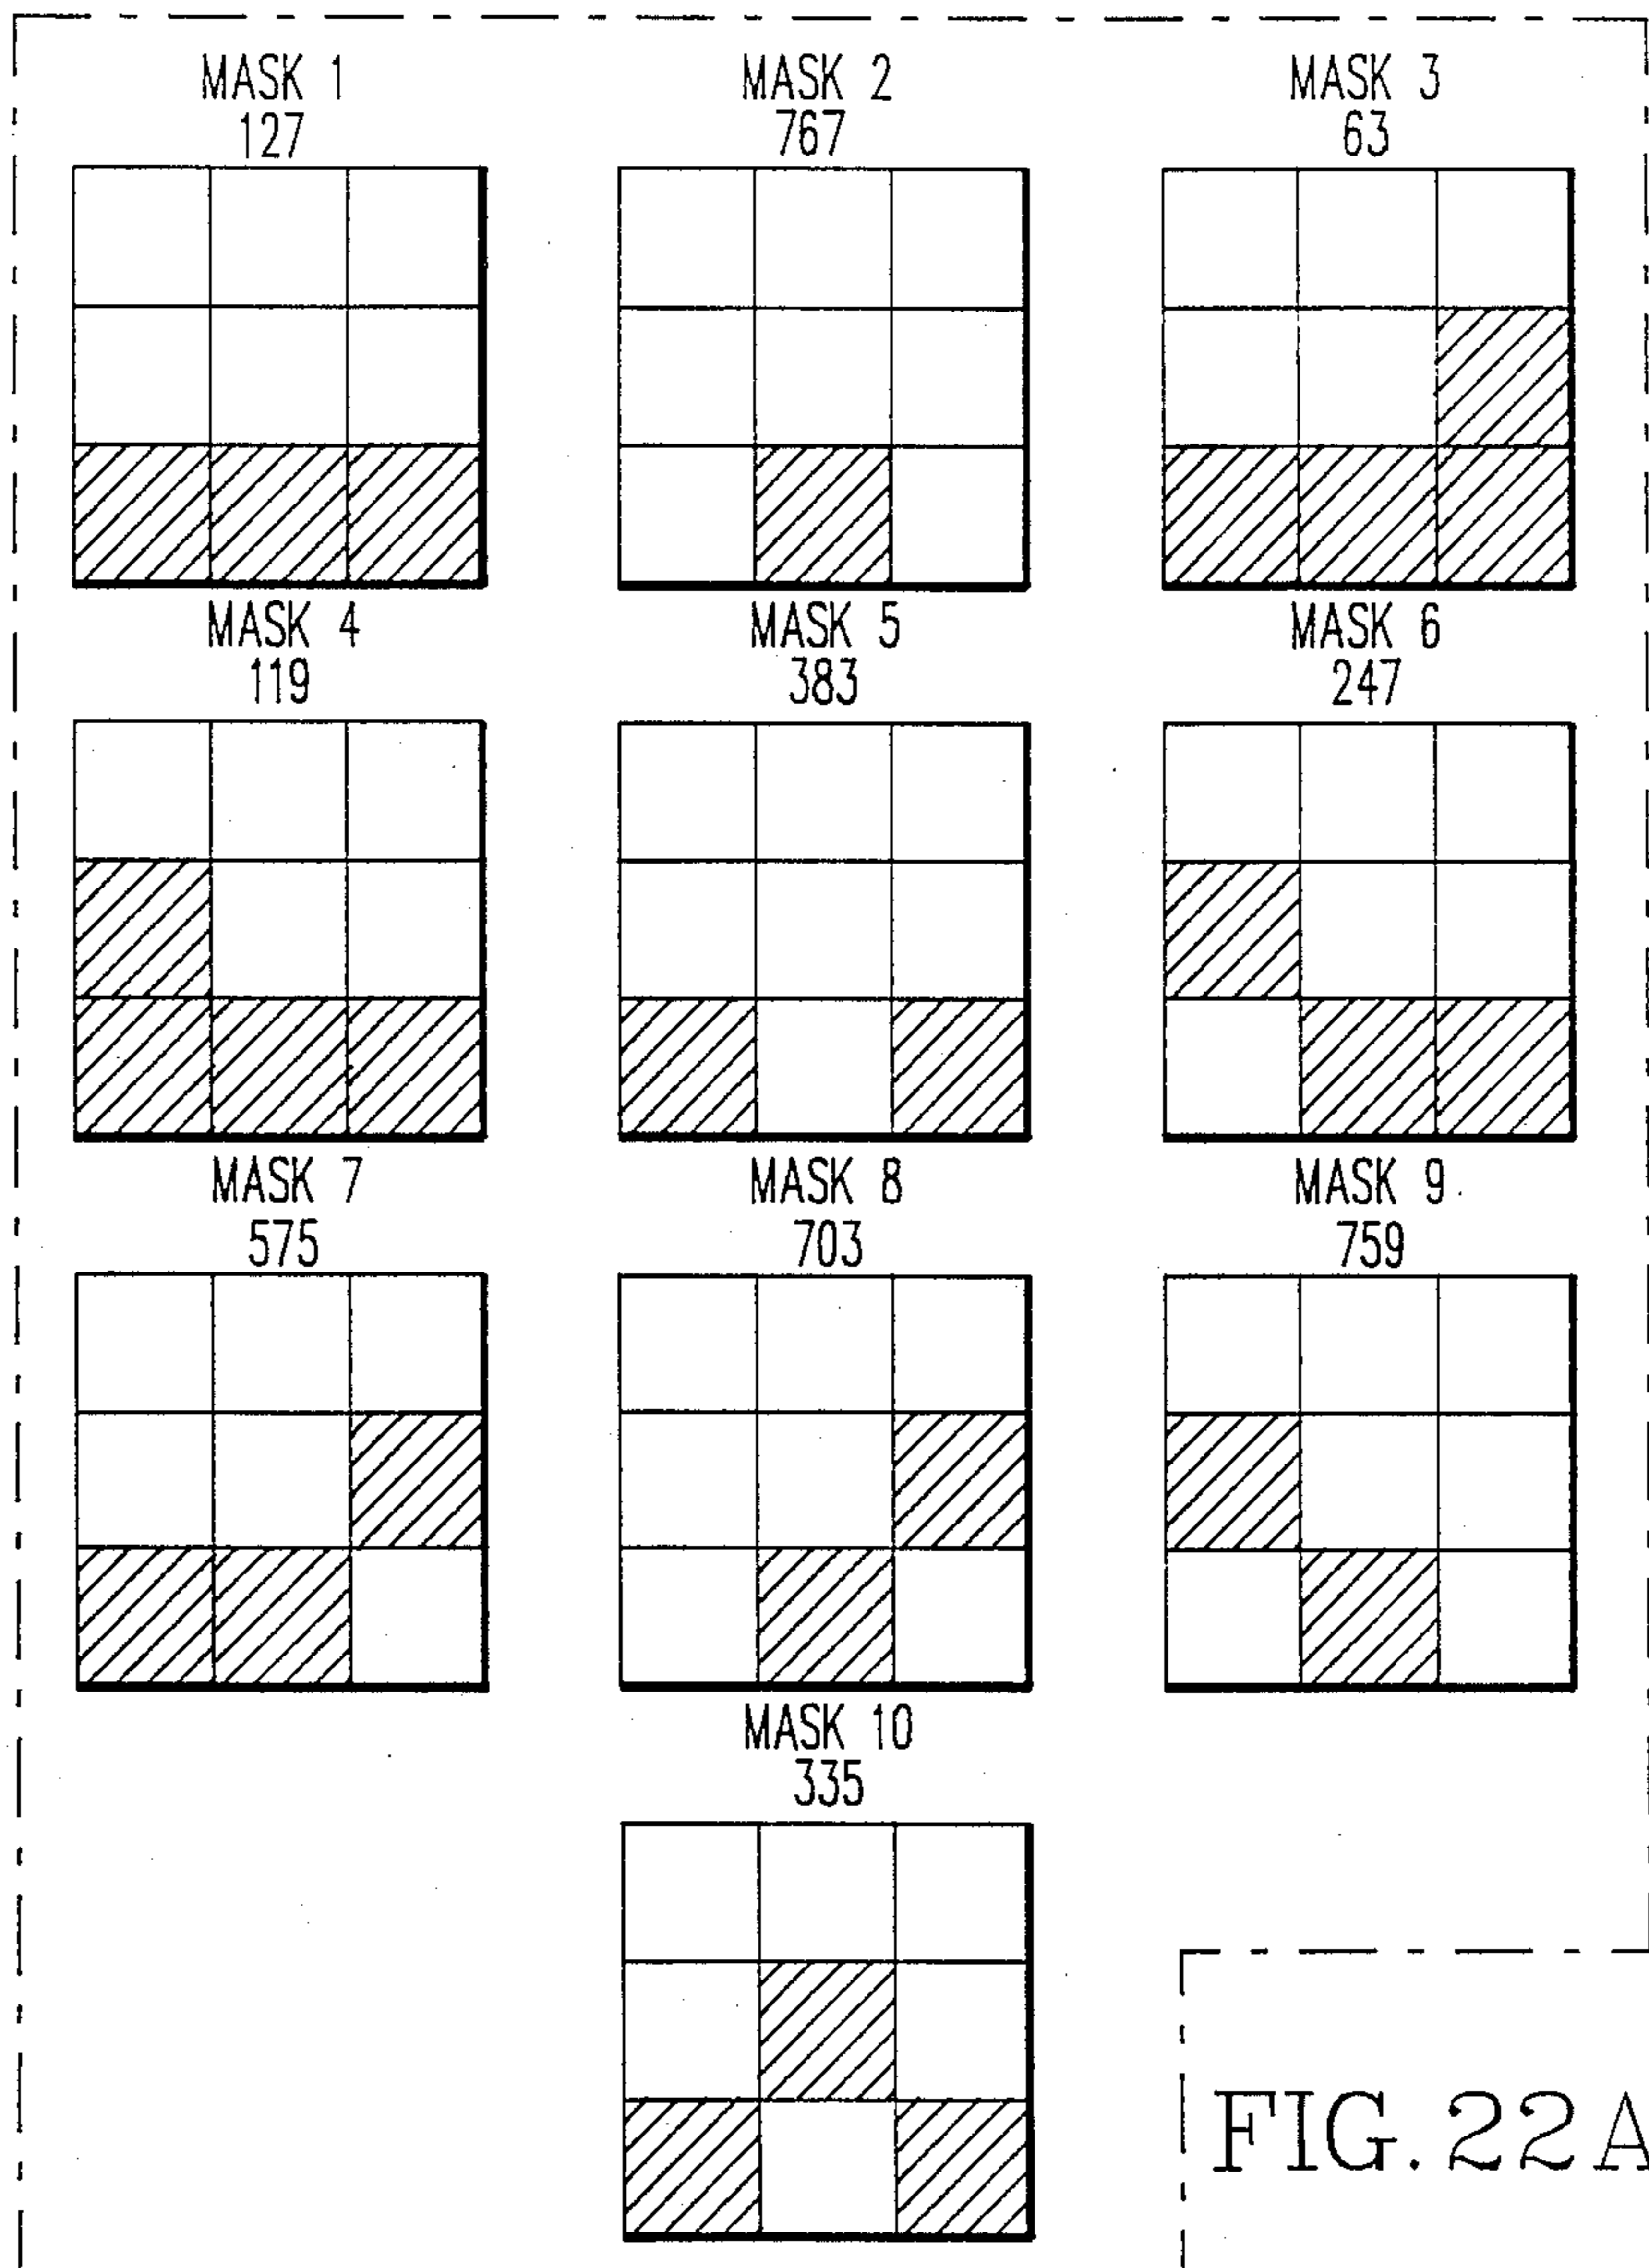 MASK 1
127
MASK 2
767
MASK 3
63
MASK 4
119
MASK 5
383
MASK 6
247
MASK 7
575
MASK 8
703
MASK 9
759
MASK 10
335
FIG. 22A